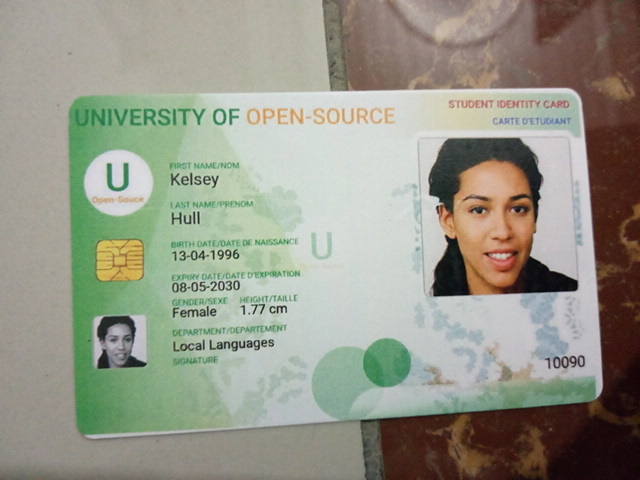 UNIVERSITY OF OPEN-SOURCE
STUDENT IDENTITY CARD
CARTE D'ETUDIANT
U
Open-Souce
FIRST NAME/NOM
Kelsey
LAST NAME/PRENOM
Hull
BIRTH DATE/DATE DE NAISSANCE
13-04-1996
U
EXPIRY DATE/DATE D'EXPIRATION
08-05-2030
GENDER/SEXE HEIGHT/TAILLE
Female 1.77 cm
DEPARTMENT/DEPARTEMENT
Local Languages
SIGNATURE
10090